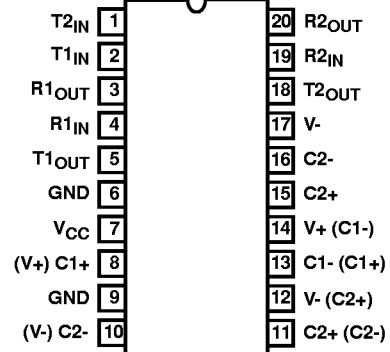 T2IN 1 20 R2OUT
T1IN 2 19 R2IN
R1OUT 3 18 T2OUT
R1IN 4 17 V-
T1OUT 5 16 C2-
GND 6 15 C2+
VCC 7 14 V+ (C1-)
(V+) C1+ 8 13 C1- (C1+)
GND 9 12 V- (C2+)
(V-) C2- 10 11 C2+ (C2-)